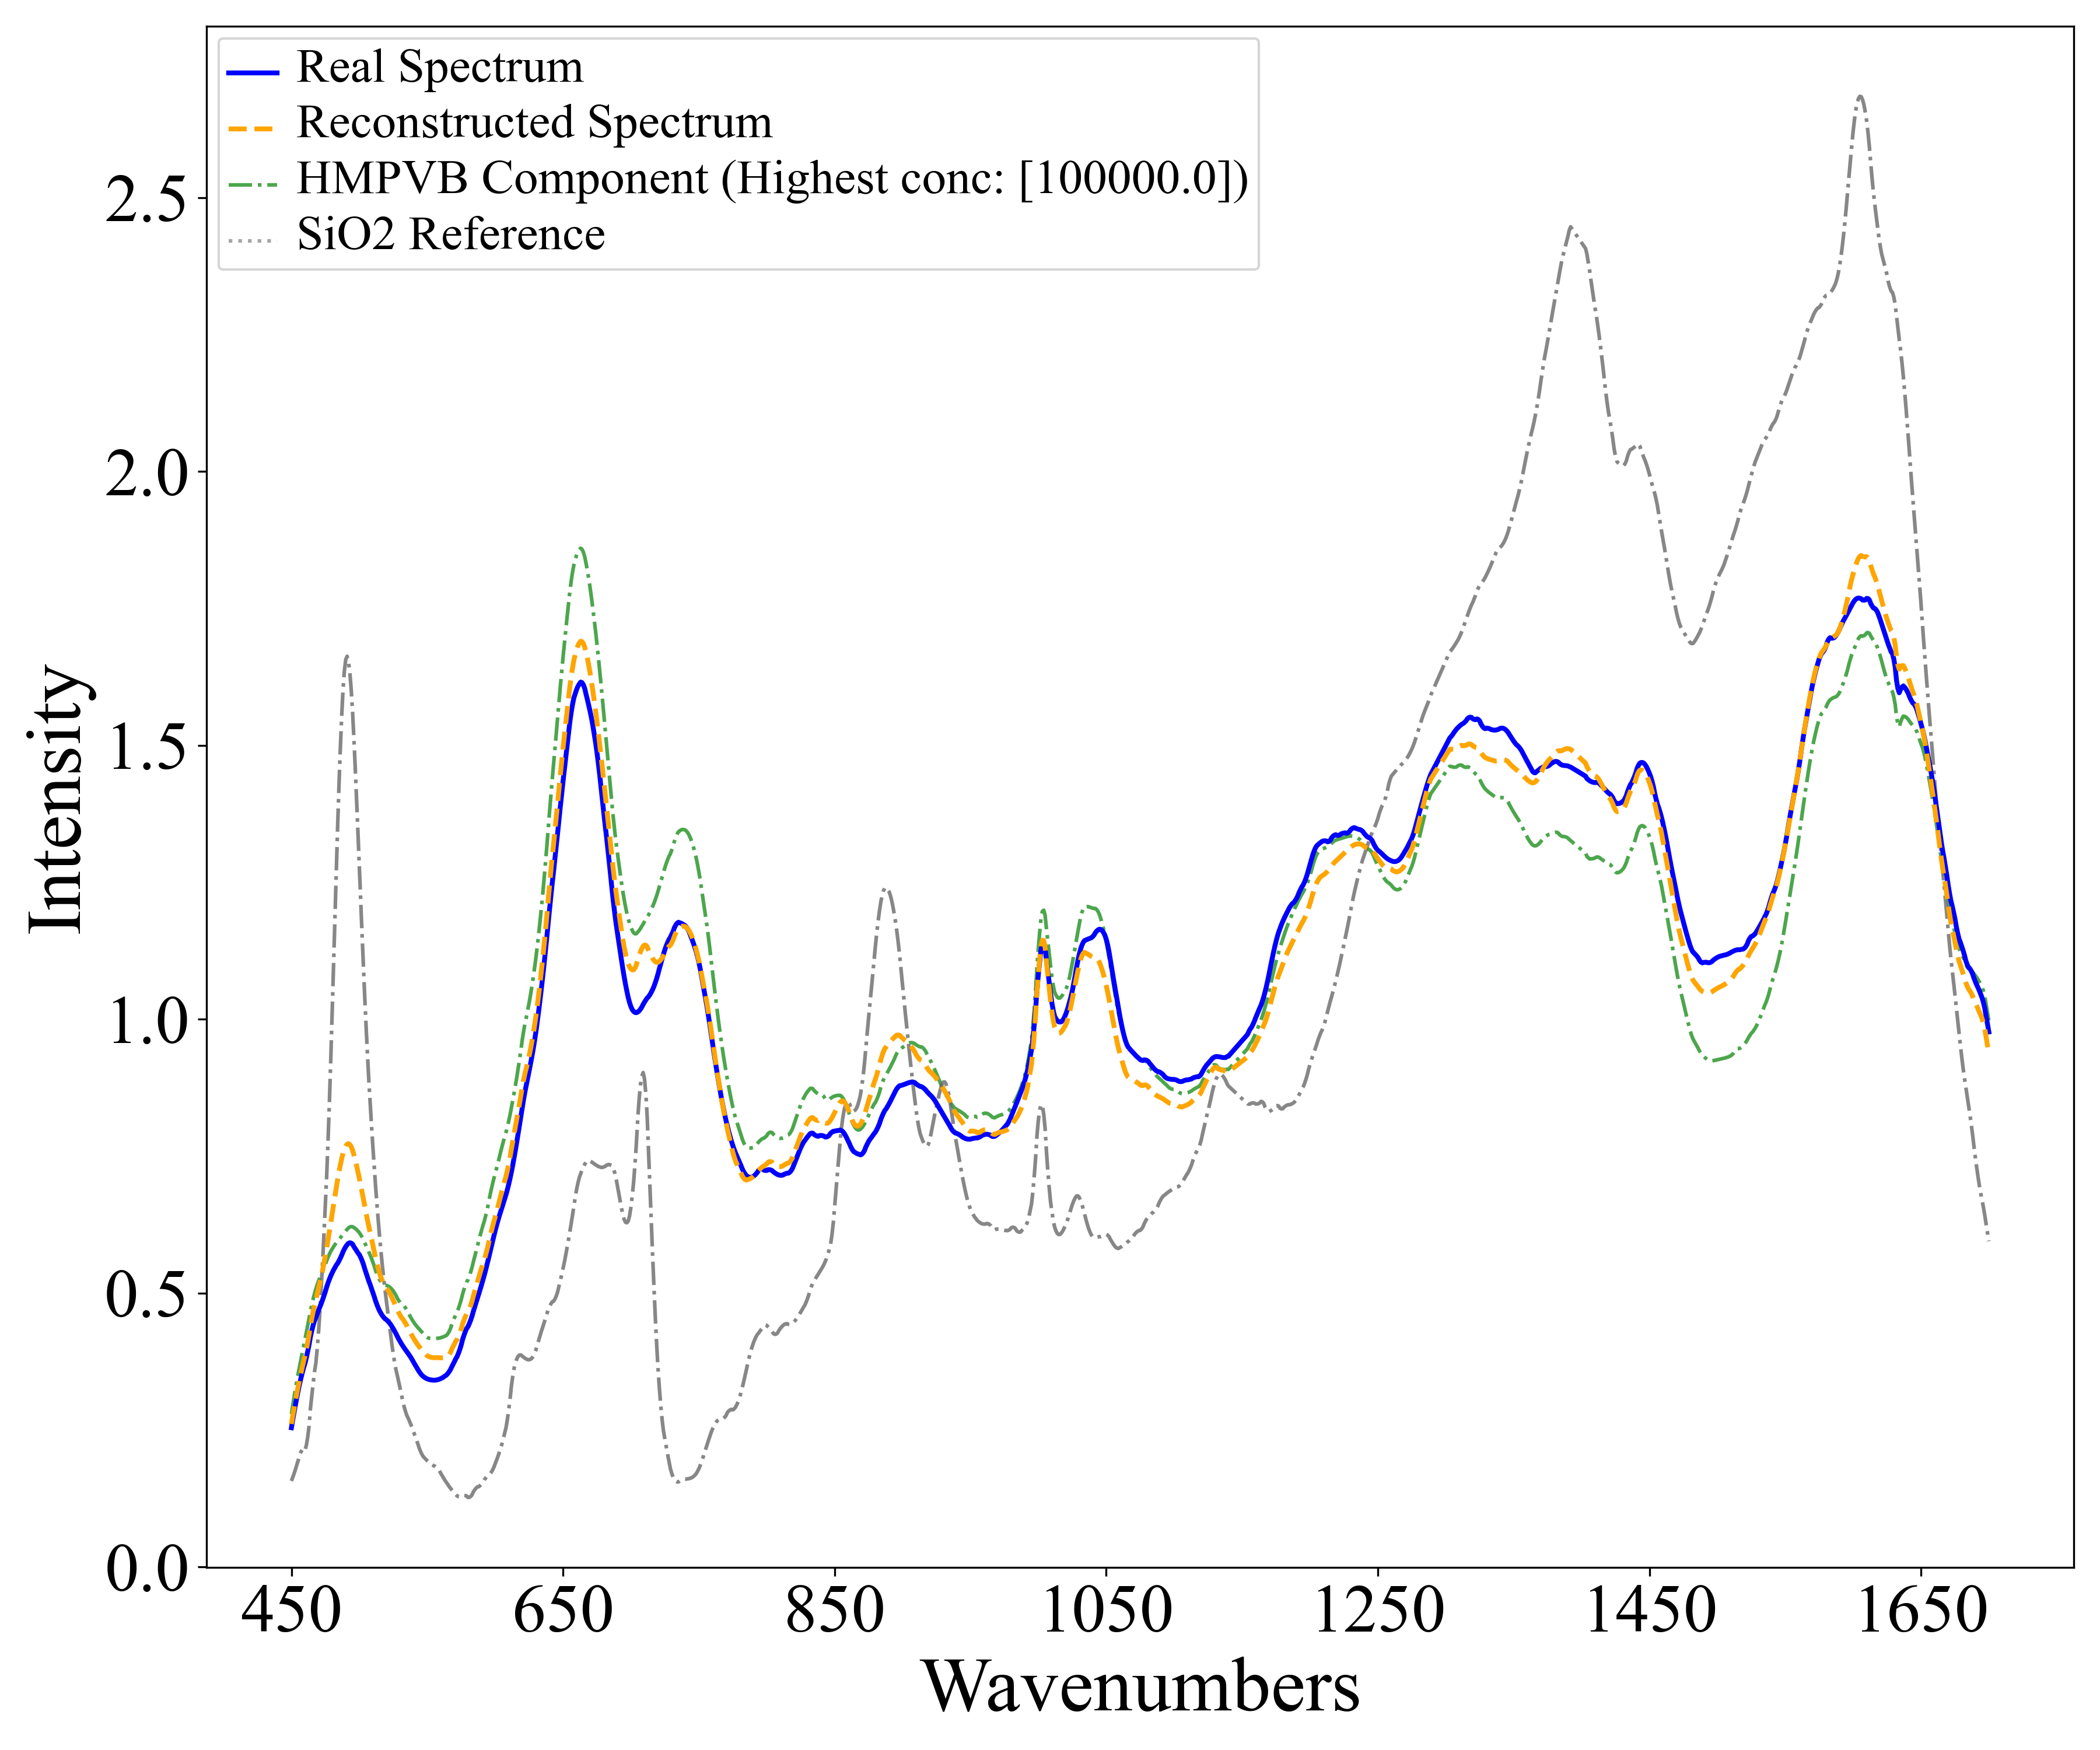 Real Spectrum
Reconstructed Spectrum
HMPVB Component (Highest conc: [100000.0])
SiO2 Reference
Intensity
2.5
2.0
1.5
1.0
0.5
0.0
450 650 850 1050 1250 1450 1650
Wavenumbers